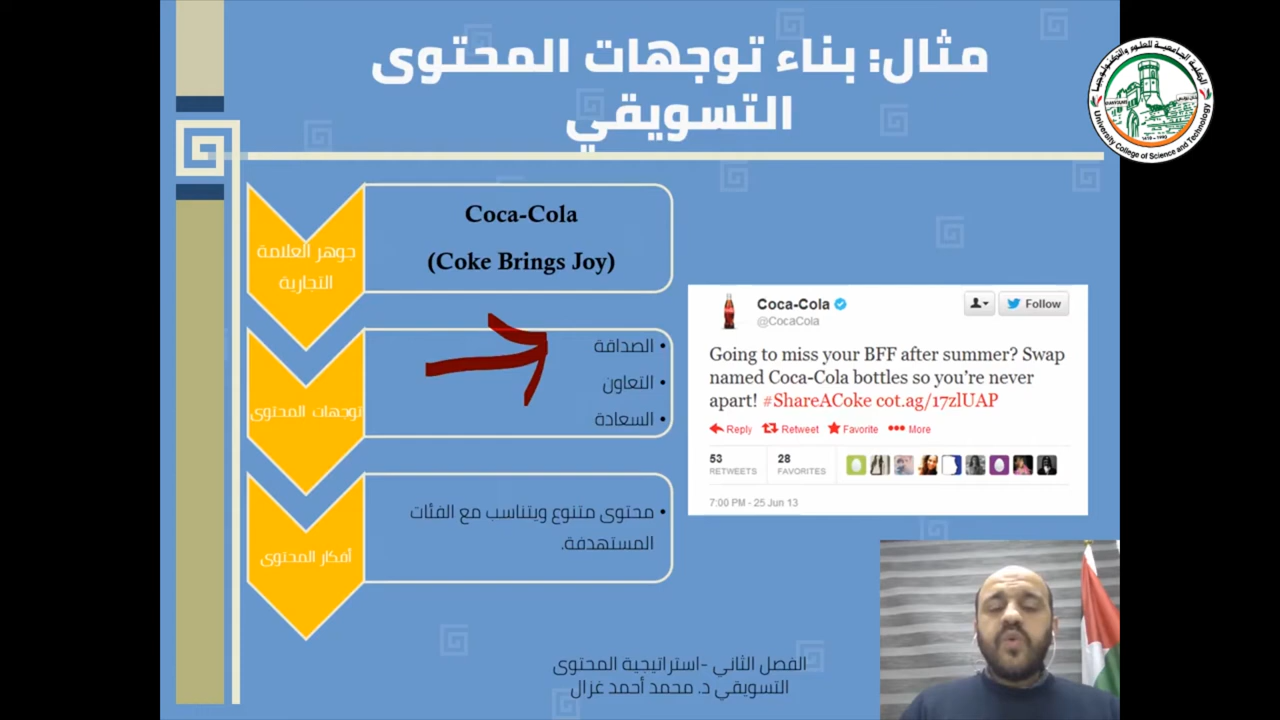 مثال: بناء توجهات المحتوى
التسويقي
الكلية الجامعية للعلوم والتكنولوجيا
University College of Science and Technology
جوهر العلامة
التجارية
Coca-Cola
(Coke Brings Joy)
توجهات المحتوى
• الصداقة
• التعاون
• السعادة
أفكار المحتوى
• محتوى متنوع ويتناسب مع الفئات
المستهدفة.
Coca-Cola
@CocaCola
Follow
Going to miss your BFF after summer? Swap
named Coca-Cola bottles so you're never
apart! #ShareACoke cot.ag/17zlUAP
Reply Retweet Favorite More
53 28
RETWEETS FAVORITES
7:00 PM - 25 Jun 13
الفصل الثاني -استراتيجية المحتوى
التسويقي د. محمد أحمد غزال